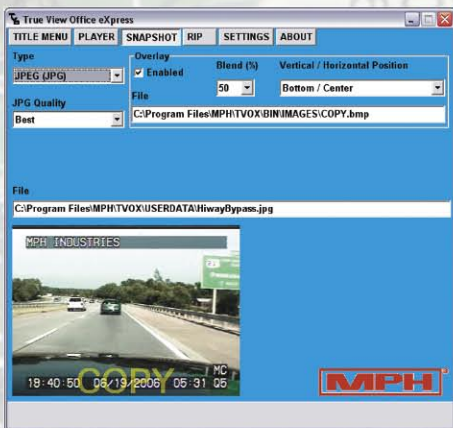 True View Office eXpress
TITLE MENU PLAYER SNAPSHOT RIP SETTINGS ABOUT
Type
JPEG (JPG)
JPG Quality
Best
Overlay
Enabled
Blend (%)
50
Vertical / Horizontal Position
Bottom / Center
File
C:\Program Files\MPH\TVOX\BIN\IMAGES\COPY.bmp
File
C:\Program Files\MPH\TVOX\USERDATA\HiwayBypass.jpg
MPH INDUSTRIES
COPY
MC
18:40:50 06/19/2006 05:31 05
MPH